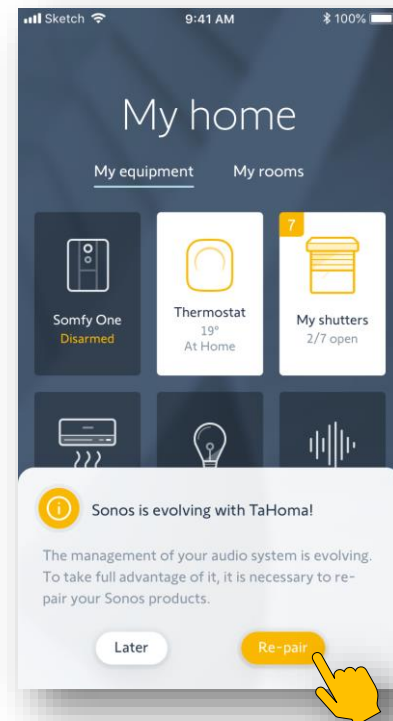 Sketch 9:41 AM 100%
My home
My equipment My rooms
7
Somfy One
Disarmed
Thermostat
19°
At Home
My shutters
2/7 open
Sonos is evolving with TaHoma!
The management of your audio system is evolving.
To take full advantage of it, it is necessary to re-
pair your Sonos products.
Later Re-pair